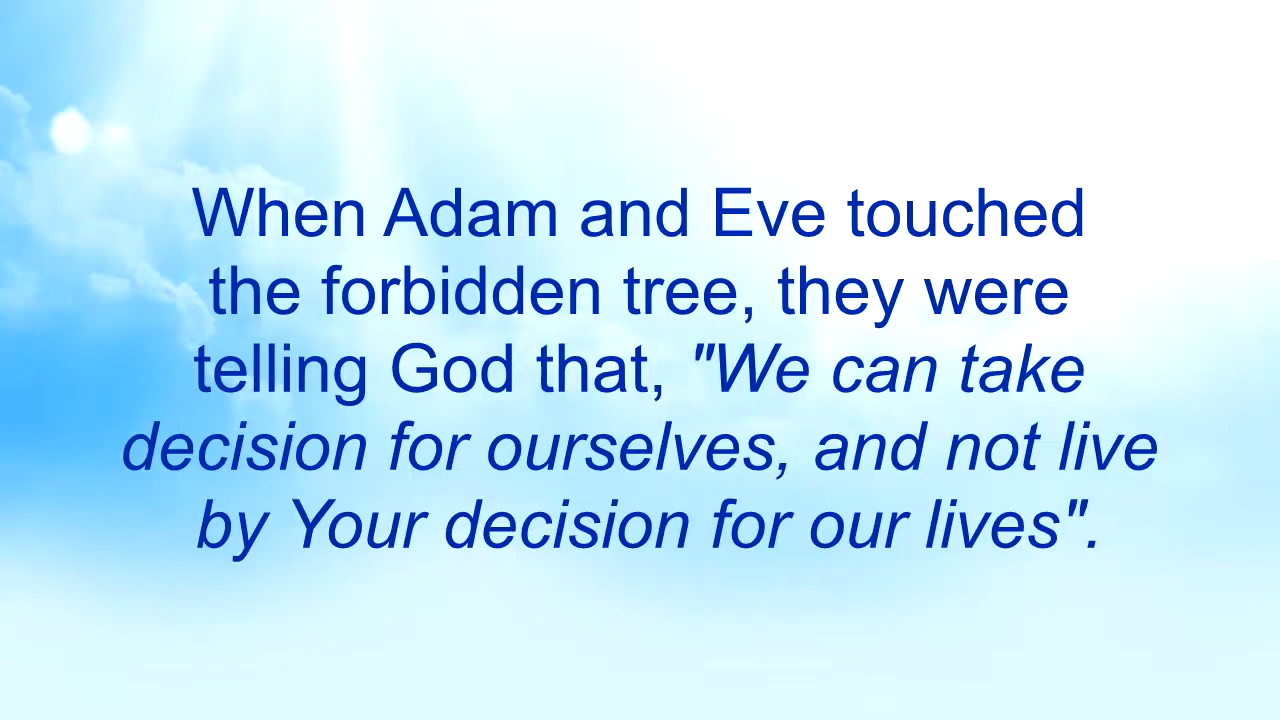 When Adam and Eve touched
the forbidden tree, they were
telling God that, "We can take
decision for ourselves, and not live
by Your decision for our lives".